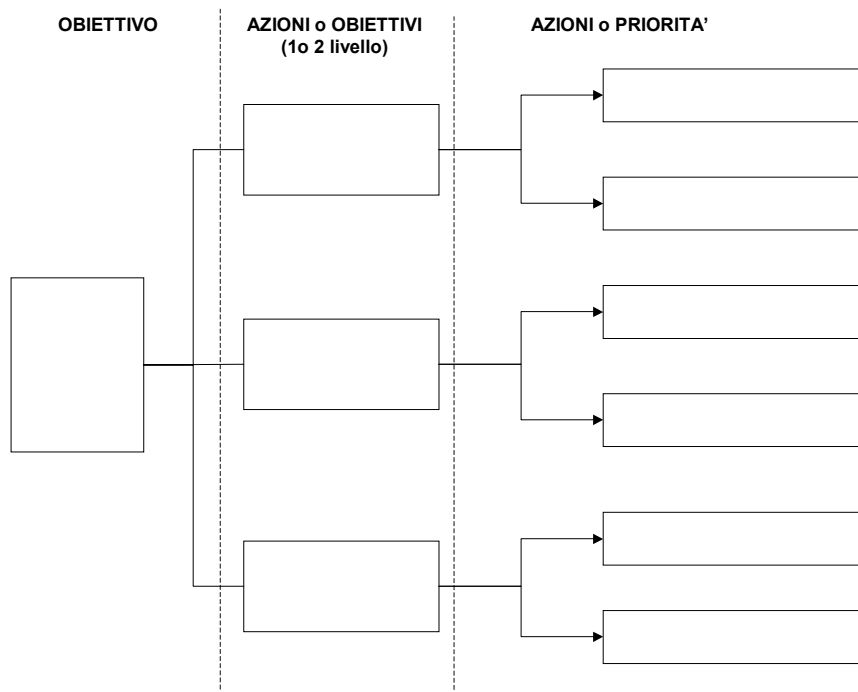 OBIETTIVO
AZIONI o OBIETTIVI
(1o 2 livello)
AZIONI o PRIORITA’